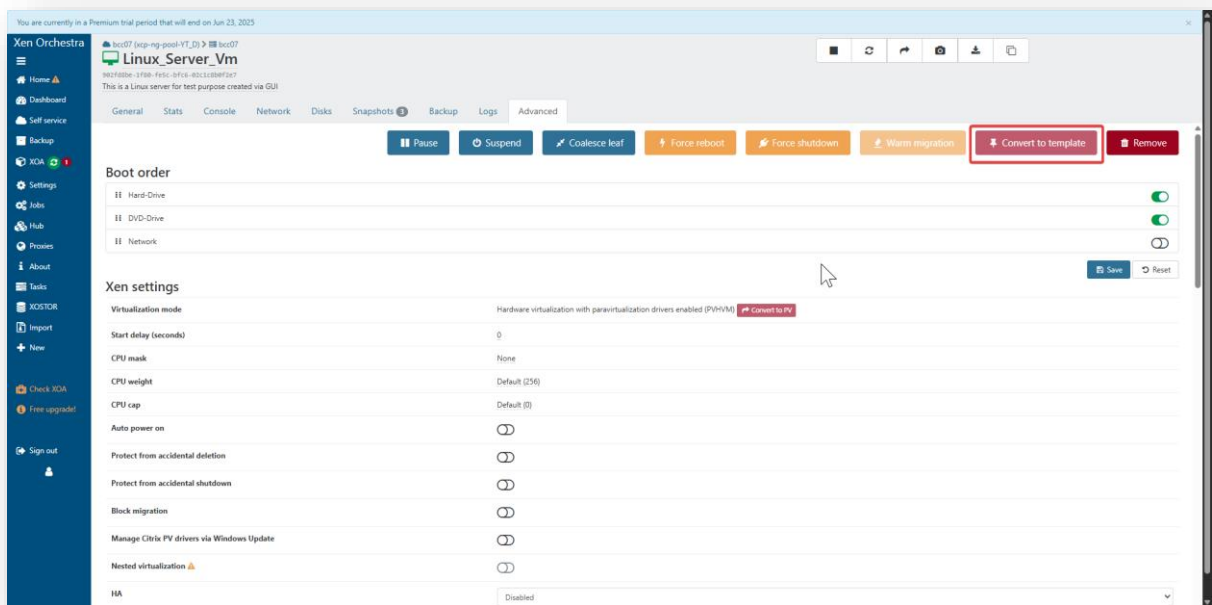 You are currently in a Premium trial period that will end on Jun 23, 2025
×
Xen Orchestra
Home
Dashboard
Self service
Backup
XOA 1
Settings
Jobs
Hub
Proxies
About
Tasks
XOSTOR
Import
New
Check XOA
Free upgrade!
Sign out
bcc07 (xcp-ng-pool-YT_D) > bcc07
Linux_Server_Vm
This is a Linux server for test purpose created via GUI
General Stats Console Network Disks Snapshots 3 Backup Logs Advanced
Pause Suspend Coalesce leaf Force reboot Force shutdown Warm migration Convert to template Remove
Boot order
Hard-Drive
DVD-Drive
Network
Save Reset
Xen settings
Virtualization mode Hardware virtualization with paravirtualization drivers enabled (PVHVM) Convert to PV
Start delay (seconds) 0
CPU mask None
CPU weight Default (256)
CPU cap Default (0)
Auto power on
Protect from accidental deletion
Protect from accidental shutdown
Block migration
Manage Citrix PV drivers via Windows Update
Nested virtualization
HA Disabled